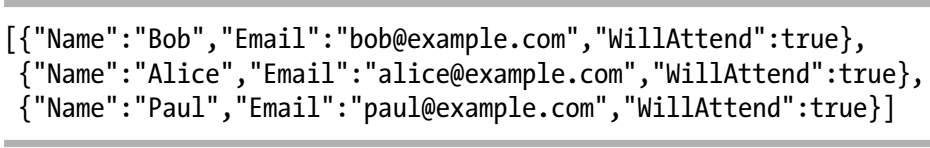 [{"Name":"Bob","Email":"bob@example.com","WillAttend":true},
{"Name":"Alice","Email":"alice@example.com","WillAttend":true},
{"Name":"Paul","Email":"paul@example.com","WillAttend":true}]